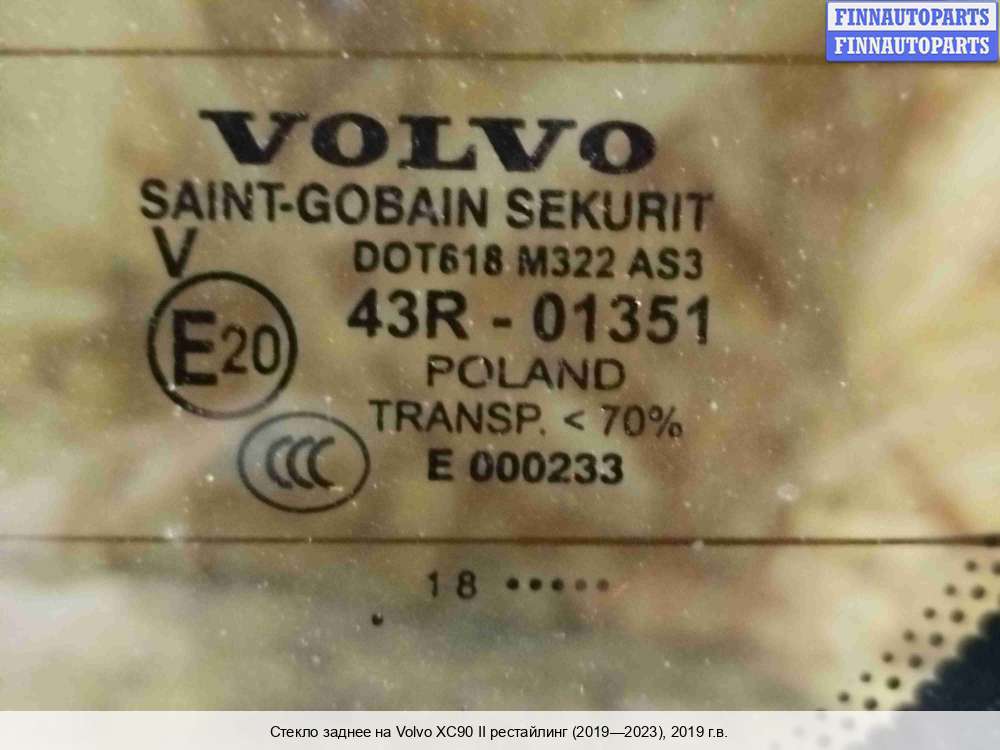 FINNAUTOPARTS
FINNAUTOPARTS
VOLVO
SAINT-GOBAIN SEKURIT
V
DOT618 M322 AS3
E20
43R - 01351
POLAND
TRANSP. < 70%
CCC
E 000233
18 •••••
Стекло заднее на Volvo XC90 II рестайлинг (2019—2023), 2019 г.в.